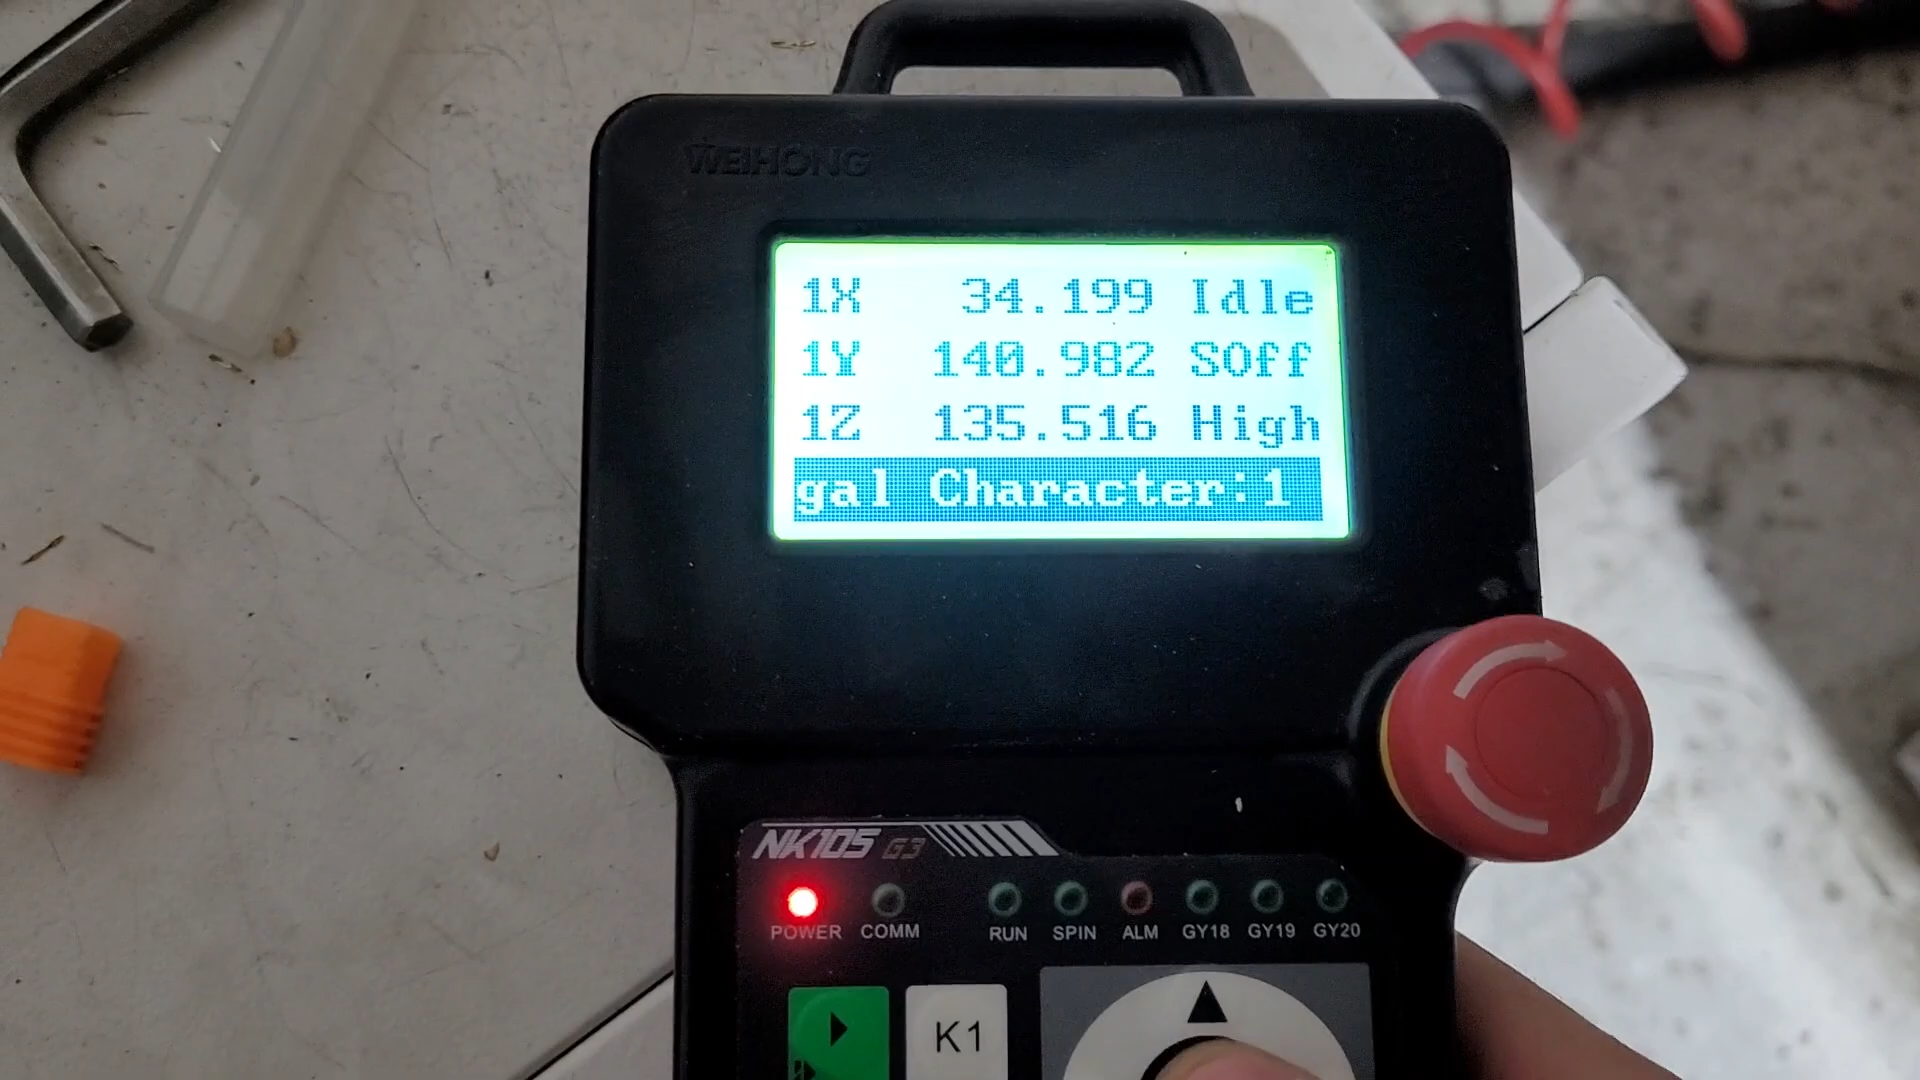 WEIHONG
1X 34.199 Idle
1Y 140.982 SOff
1Z 135.516 High
gal Character:1
NK105 G3
POWER COMM RUN SPIN ALM GY18 GY19 GY20
K1